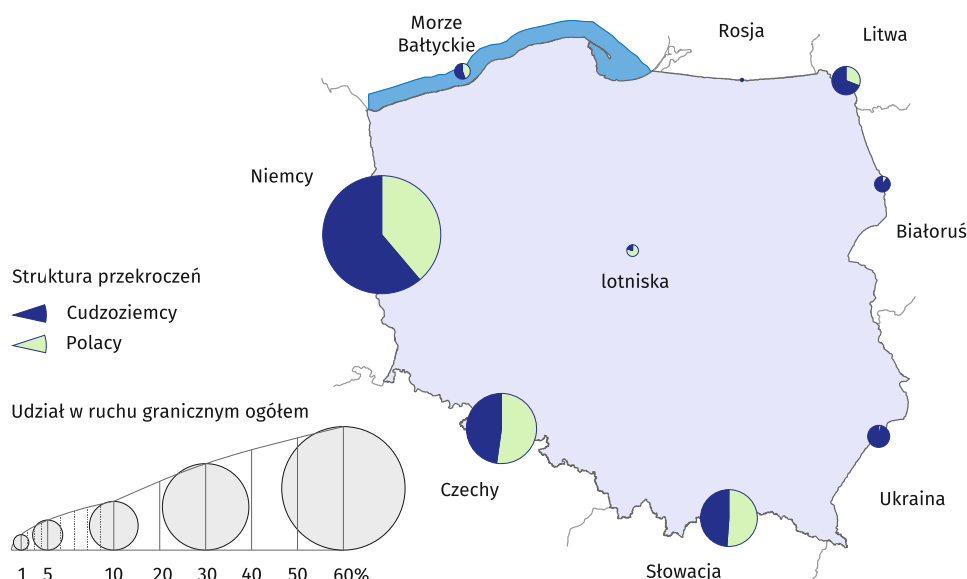 Morze
Bałtyckie
Rosja
Litwa
Niemcy
Białoruś
lotniska
Struktura przekroczeń
Cudzoziemcy
Polacy
Udział w ruchu granicznym ogółem
Czechy
Ukraina
Słowacja
1 5 10 20 30 40 50 60%